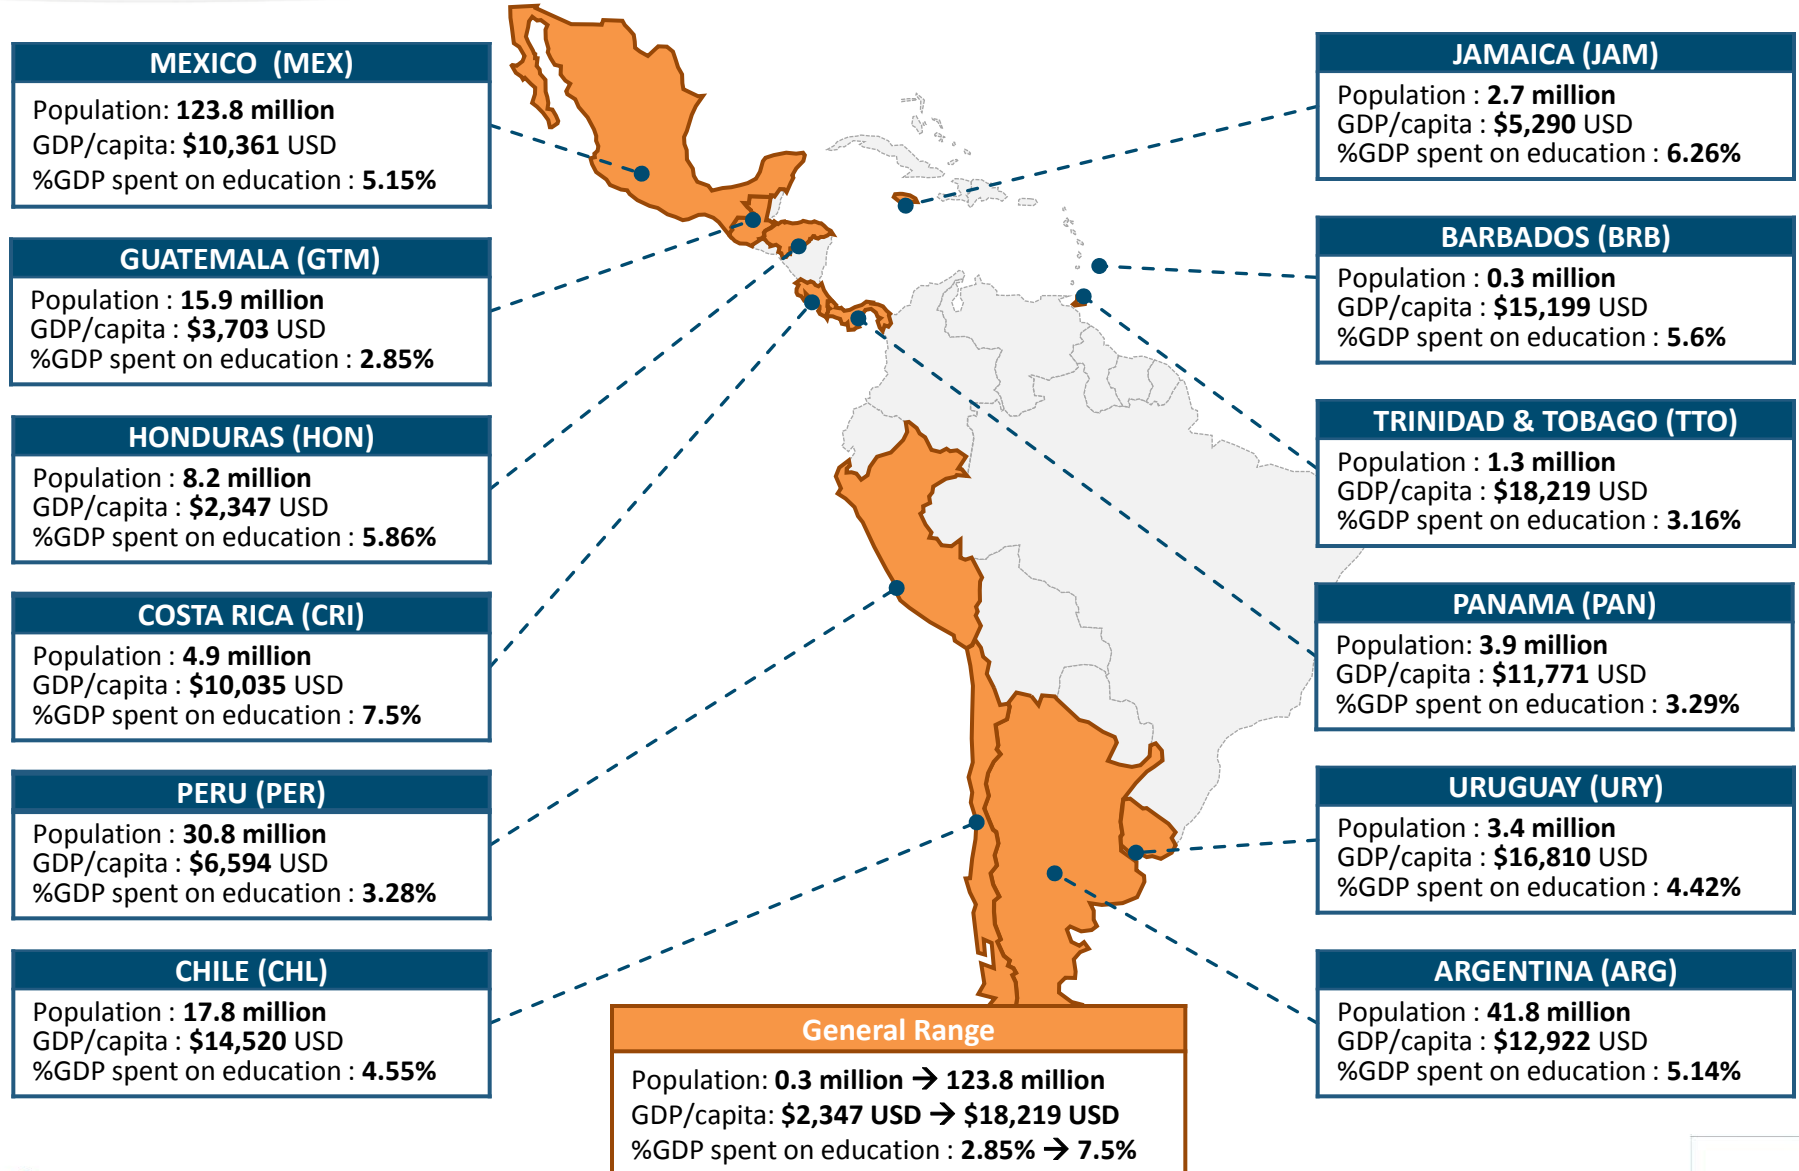 MEXICO (MEX)
Population: 123.8 million
GDP/capita: $10,361 USD
%GDP spent on education : 5.15%
GUATEMALA (GTM)
Population : 15.9 million
GDP/capita : $3,703 USD
%GDP spent on education : 2.85%
HONDURAS (HON)
Population : 8.2 million
GDP/capita : $2,347 USD
%GDP spent on education : 5.86%
COSTA RICA (CRI)
Population : 4.9 million
GDP/capita : $10,035 USD
%GDP spent on education : 7.5%
PERU (PER)
Population : 30.8 million
GDP/capita : $6,594 USD
%GDP spent on education : 3.28%
CHILE (CHL)
Population : 17.8 million
GDP/capita : $14,520 USD
%GDP spent on education : 4.55%
JAMAICA (JAM)
Population : 2.7 million
GDP/capita : $5,290 USD
%GDP spent on education : 6.26%
BARBADOS (BRB)
Population : 0.3 million
GDP/capita : $15,199 USD
%GDP spent on education : 5.6%
TRINIDAD & TOBAGO (TTO)
Population : 1.3 million
GDP/capita : $18,219 USD
%GDP spent on education : 3.16%
PANAMA (PAN)
Population: 3.9 million
GDP/capita : $11,771 USD
%GDP spent on education : 3.29%
URUGUAY (URY)
Population : 3.4 million
GDP/capita : $16,810 USD
%GDP spent on education : 4.42%
ARGENTINA (ARG)
Population : 41.8 million
GDP/capita : $12,922 USD
%GDP spent on education : 5.14%
General Range
Population: 0.3 million → 123.8 million
GDP/capita: $2,347 USD → $18,219 USD
%GDP spent on education : 2.85% → 7.5%